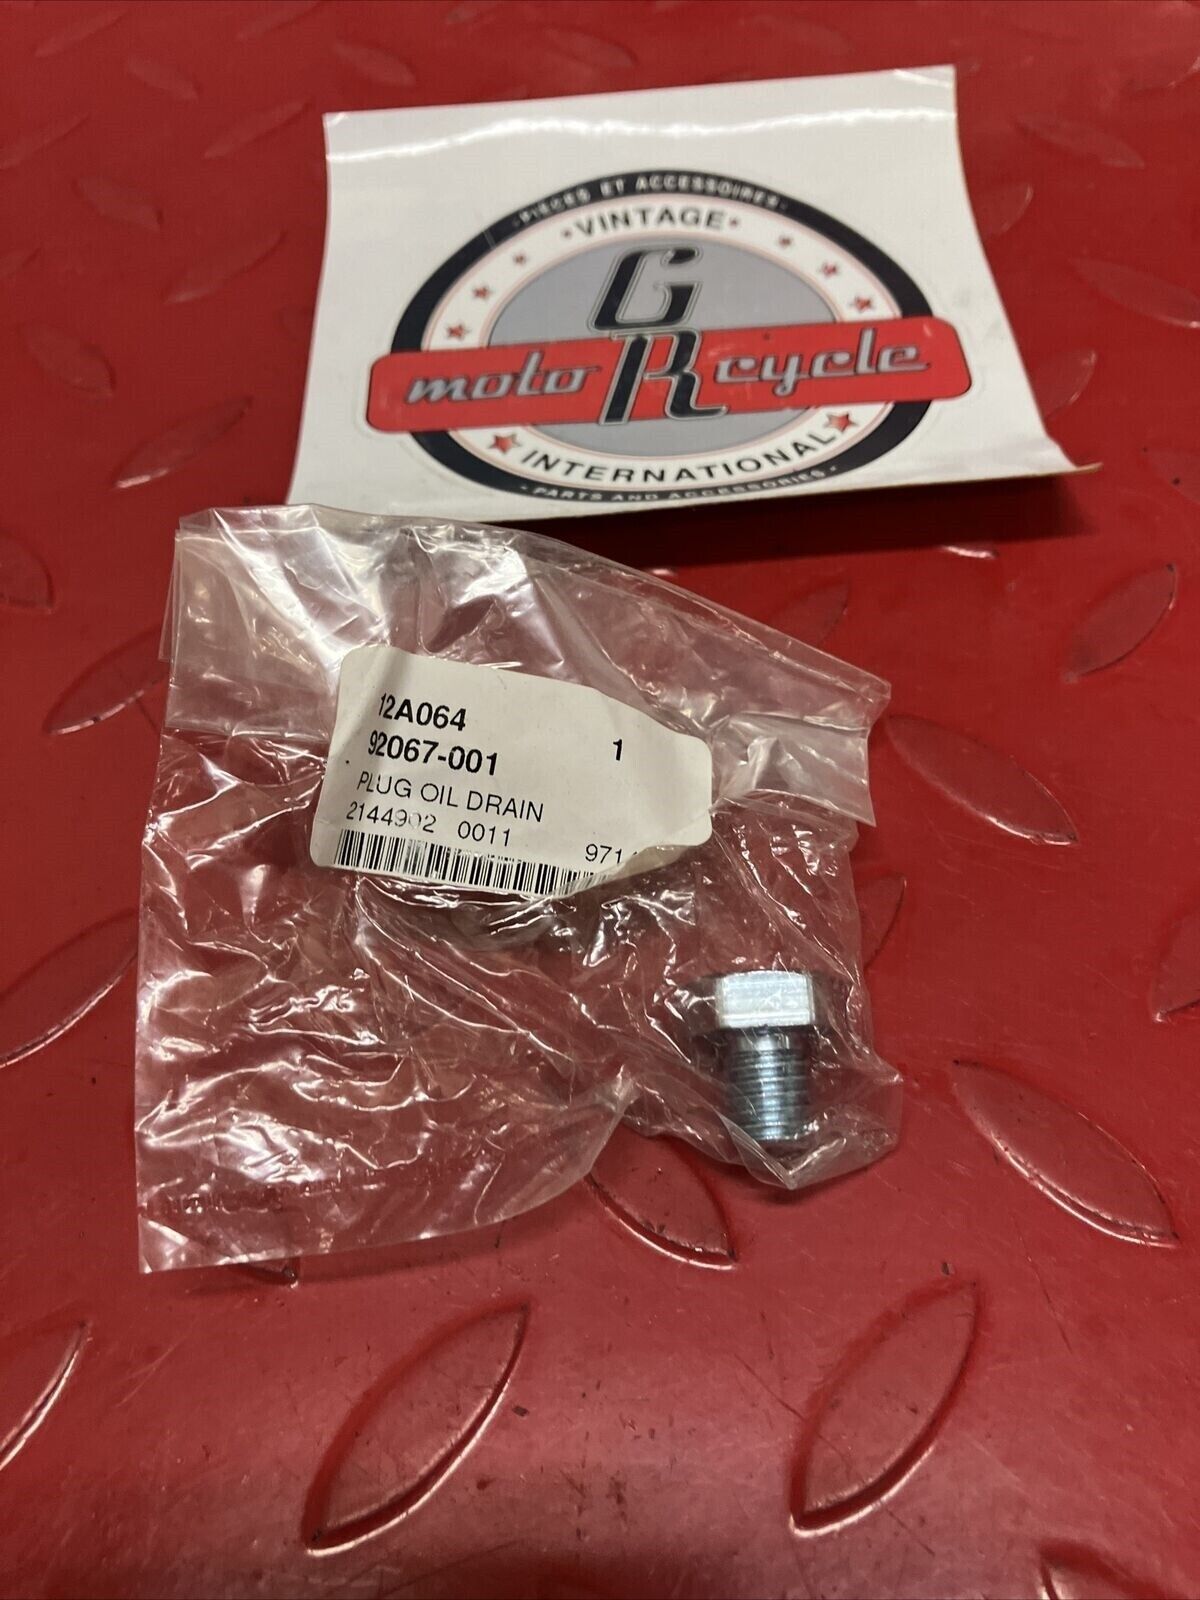 ·PIÈCES ET ACCESSOIRES·
•VINTAGE•
G
moto R cycle
INTERNATIONAL
·PARTS AND ACCESSORIES·
12A064
92067-001 1
PLUG OIL DRAIN
2144902 0011 971